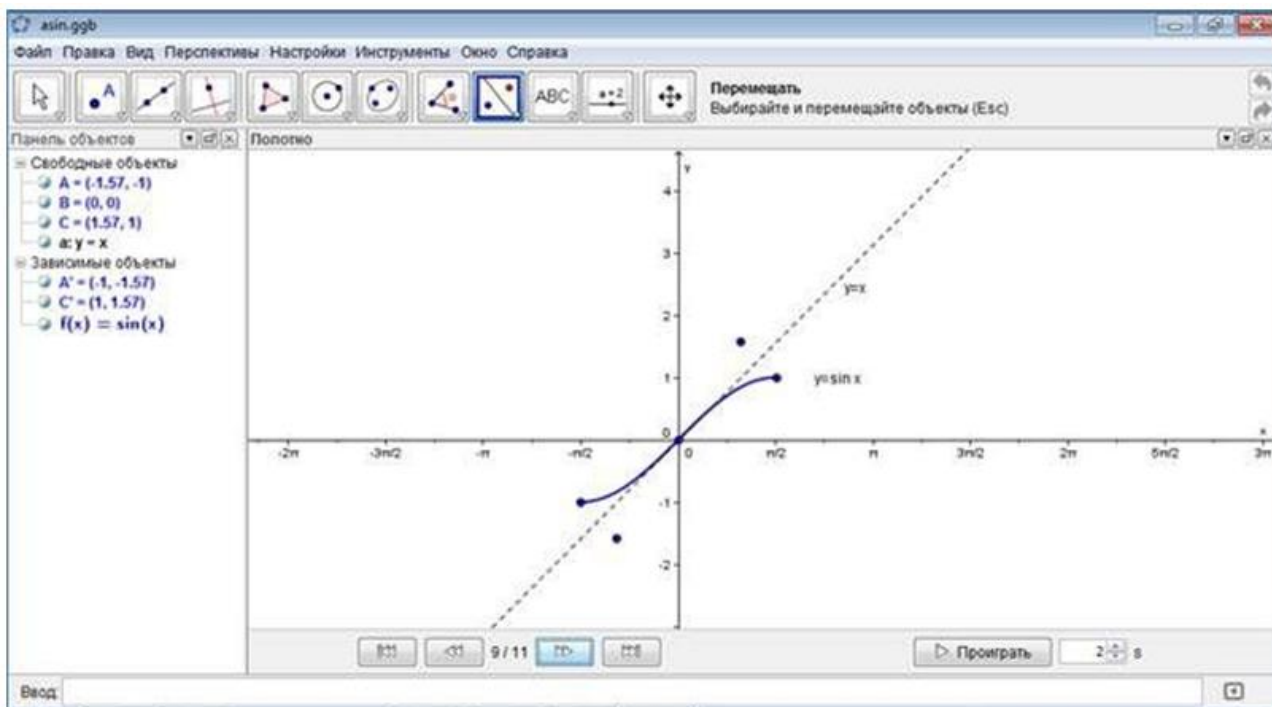 asin.ggb
Файл Правка Вид Перспективы Настройки Инструменты Окно Справка
A ABC a=2 Перемещать
Выбирайте и перемещайте объекты (Esc)
Панель объектов Полотно
Свободные объекты
A = (-1.57, -1)
B = (0, 0)
C = (1.57, 1)
a: y = x
Зависимые объекты
A' = (-1, -1.57)
C' = (1, 1.57)
f(x) = sin(x)
y
4
3
y=x
2
1
y=sin x
0
x
-2π -3π/2 -π -π/2 0 π/2 π 3π/2 2π 5π/2 3π
-1
-2
9 / 11 Проиграть 2 s
Ввод: